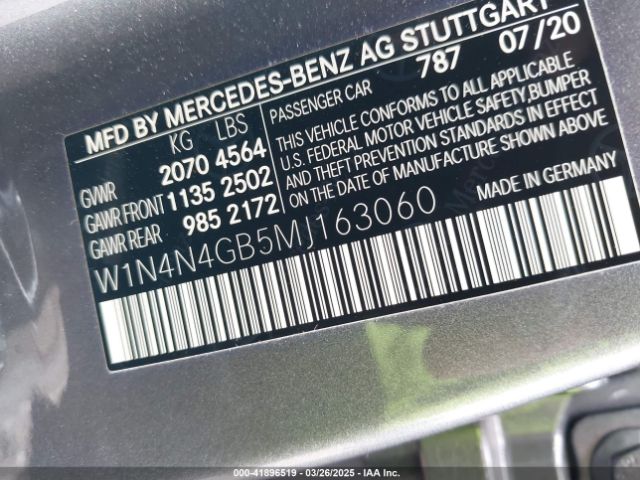 MFD BY MERCEDES-BENZ AG STUTTGART
KG LBS PASSENGER CAR 787 07/20
GVWR 2070 4564
GAWR FRONT 1135 2502
GAWR REAR 985 2172
THIS VEHICLE CONFORMS TO ALL APPLICABLE
U.S. FEDERAL MOTOR VEHICLE SAFETY, BUMPER
AND THEFT PREVENTION STANDARDS IN EFFECT
ON THE DATE OF MANUFACTURE SHOWN ABOVE
W1N4N4GB5MJ163060 MADE IN GERMANY
000-41896519 | 03/26/2025 | IAA Inc.